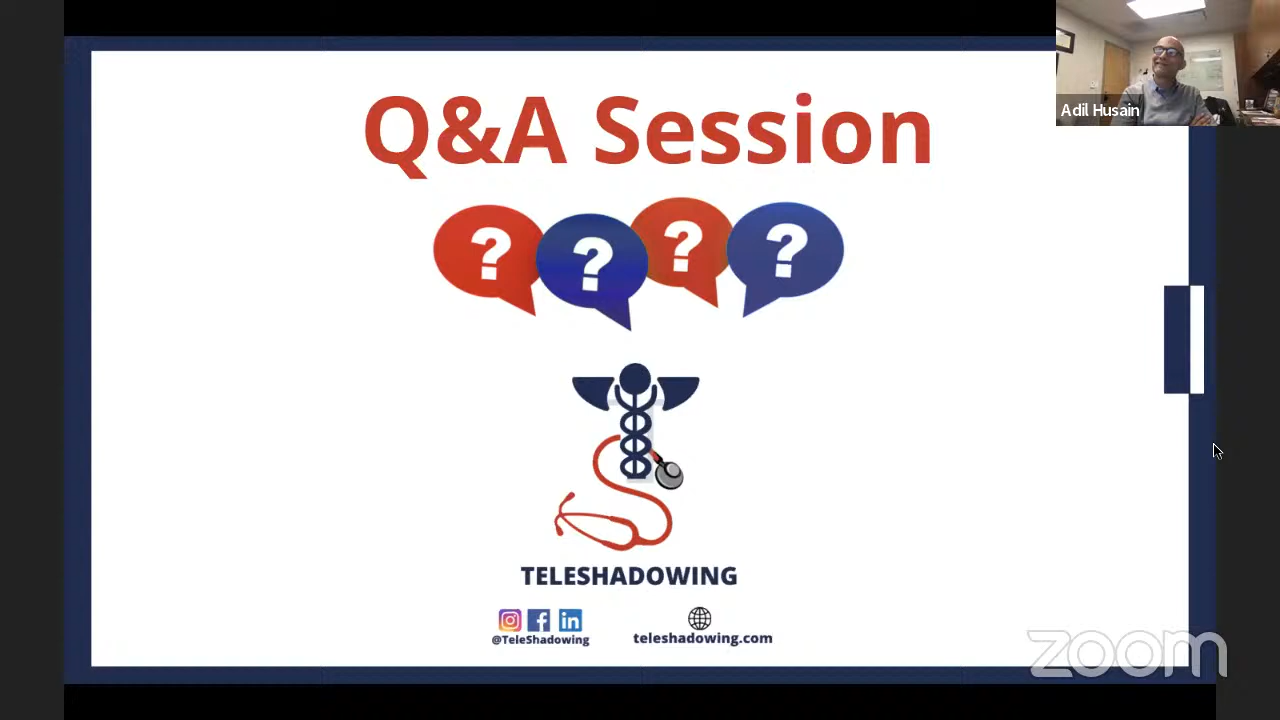 Q&A Session
Adil Husain
? ? ? ?
TELESHADOWING
@TeleShadowing
teleshadowing.com
zoom